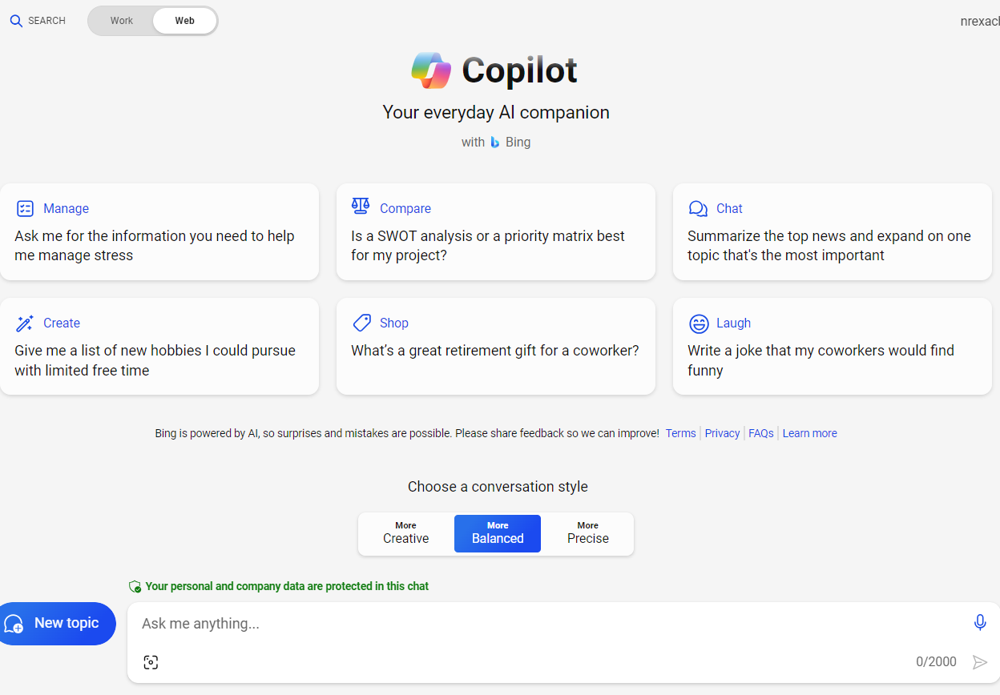 SEARCH
Work
Web
nrexach
Copilot
Your everyday AI companion
with Bing
Manage
Ask me for the information you need to help
me manage stress
Compare
Is a SWOT analysis or a priority matrix best
for my project?
Chat
Summarize the top news and expand on one
topic that's the most important
Create
Give me a list of new hobbies I could pursue
with limited free time
Shop
What’s a great retirement gift for a coworker?
Laugh
Write a joke that my coworkers would find
funny
Bing is powered by AI, so surprises and mistakes are possible. Please share feedback so we can improve! Terms Privacy FAQs Learn more
Choose a conversation style
More
Creative
More
Balanced
More
Precise
Your personal and company data are protected in this chat
New topic
Ask me anything...
0/2000